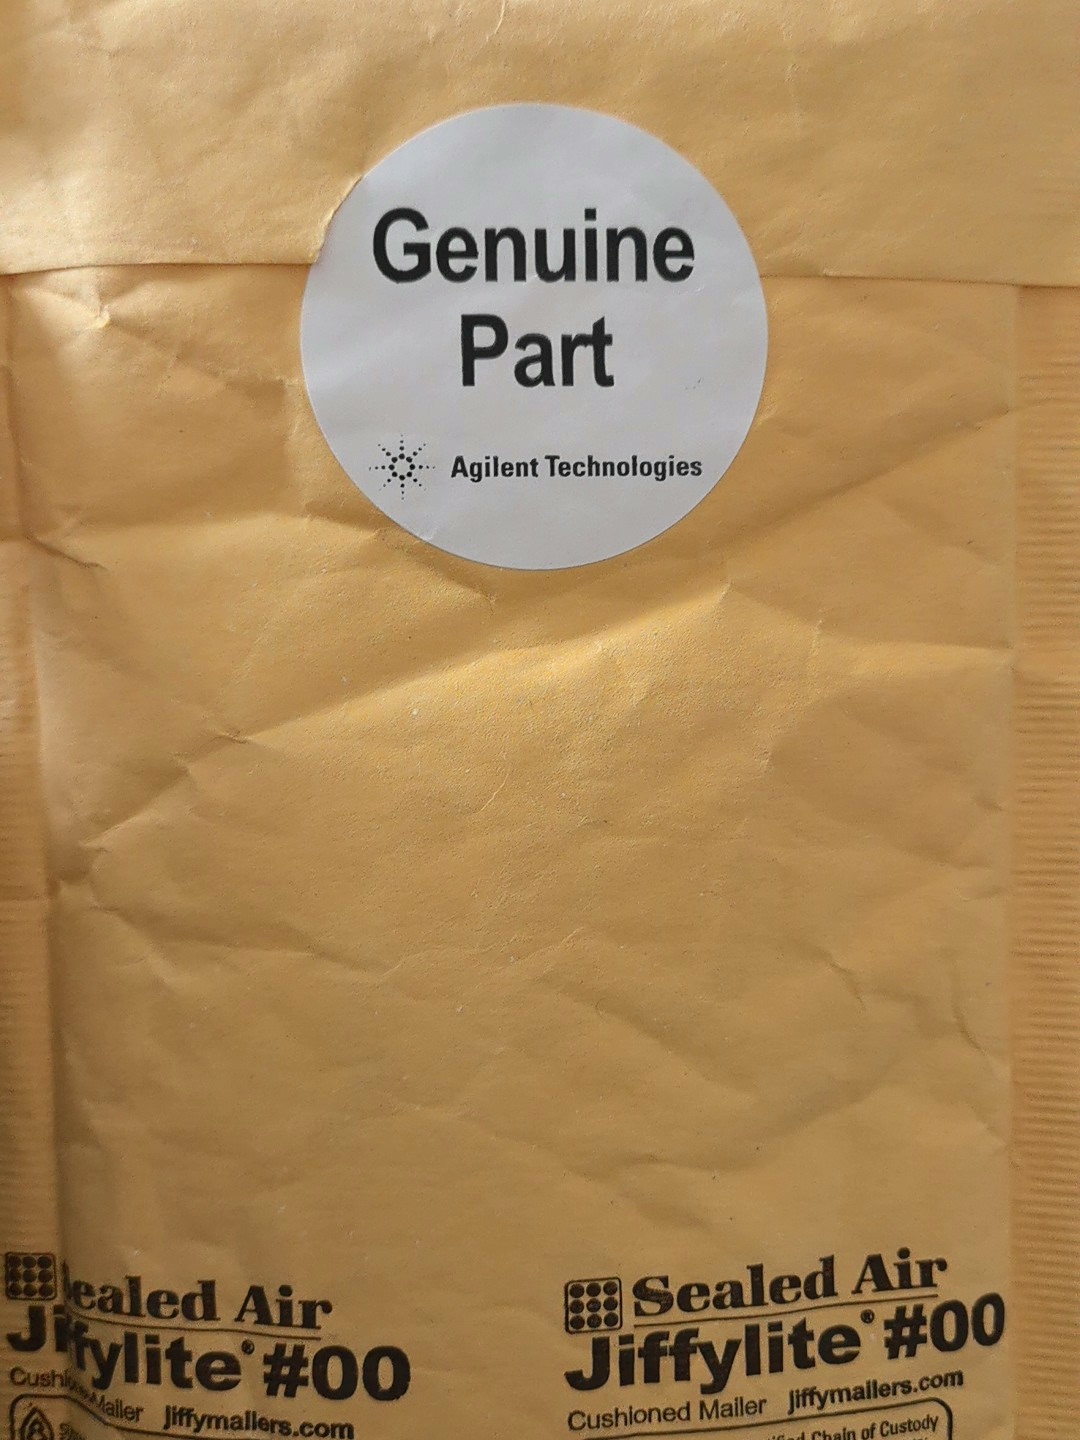 Genuine
Part
Agilent Technologies
Sealed Air
Jiffylite® #00
Cushioned Mailer Jiffymailers.com
Sealed Air
Jiffylite® #00
Cushioned Mailer Jiffymailers.com
Chain of Custody